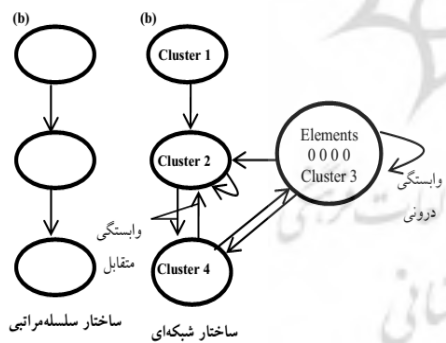 (b)
(b)
Cluster 1
Cluster 2
Elements
0 0 0 0
Cluster 3
وابستگی
درونی
وابستگی
متقابل
Cluster 4
ساختار سلسله‌مراتبی
ساختار شبکه‌ای